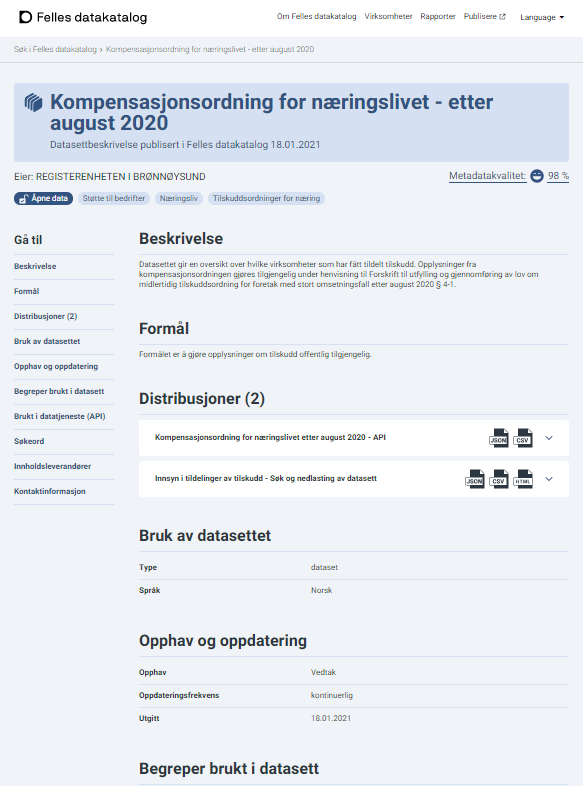 Felles datakatalog
Om Felles datakatalog Virksomheter Rapporter Publisere Language
Søk i Felles datakatalog › Kompensasjonsordning for næringslivet - etter august 2020
Kompensasjonsordning for næringslivet - etter
august 2020
Datasettbeskrivelse publisert i Felles datakatalog 18.01.2021
Eier: REGISTERENHETEN I BRØNNØYSUND
Metadatakvalitet: 98 %
Åpne data Støtte til bedrifter Næringsliv Tilskuddsordninger for næring
Gå til
Beskrivelse
Formål
Distribusjoner (2)
Bruk av datasettet
Opphav og oppdatering
Begreper brukt i datasett
Brukt i datatjeneste (API)
Søkeord
Innholdsleverandører
Kontaktinformasjon
Beskrivelse
Datasettet gir en oversikt over hvilke virksomheter som har fått tildelt tilskudd. Opplysninger fra
kompensasjonsordningen gjøres tilgjengelig under henvisning til Forskrift til utfylling og gjennomføring av lov om
midlertidig tilskuddsordning for foretak med stort omsetningsfall etter august 2020 § 4-1.
Formål
Formålet er å gjøre opplysninger om tilskudd offentlig tilgjengelig.
Distribusjoner (2)
Kompensasjonsordning for næringslivet etter august 2020 - API JSON CSV
Innsyn i tildelinger av tilskudd - Søk og nedlasting av datasett JSON CSV HTML
Bruk av datasettet
Type dataset
Språk Norsk
Opphav og oppdatering
Opphav Vedtak
Oppdateringsfrekvens kontinuerlig
Utgitt 18.01.2021
Begreper brukt i datasett